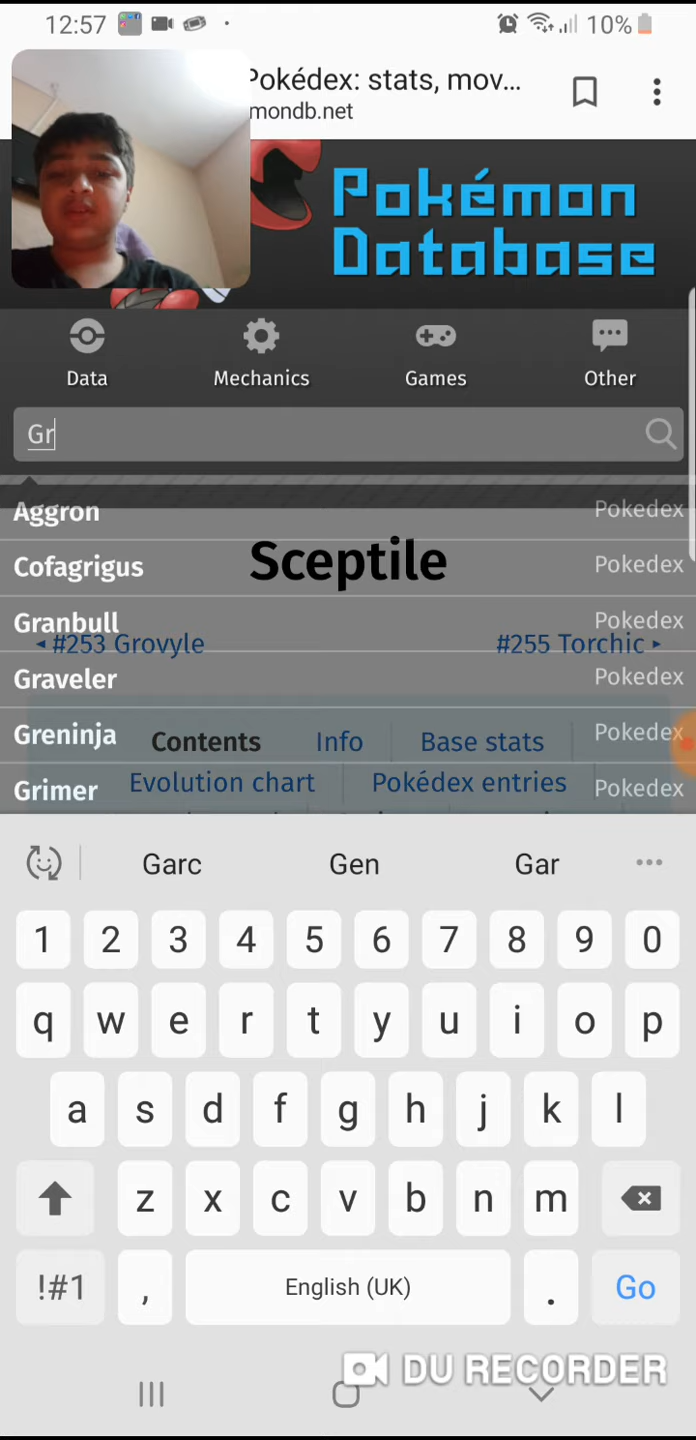 12:57 10%
Pokédex: stats, mov...
mondb.net
Pokémon
Database
Data Mechanics Games Other
Gr
Aggron Pokedex
Sceptile
Cofagrigus Pokedex
Granbull Pokedex
◂ #253 Grovyle #255 Torchic ▸
Graveler Pokedex
Greninja Pokedex
Contents Info Base stats
Grimer Pokedex
Evolution chart Pokédex entries
Garc Gen Gar
1 2 3 4 5 6 7 8 9 0
q w e r t y u i o p
a s d f g h j k l
z x c v b n m
!#1 , English (UK) . Go
DU RECORDER